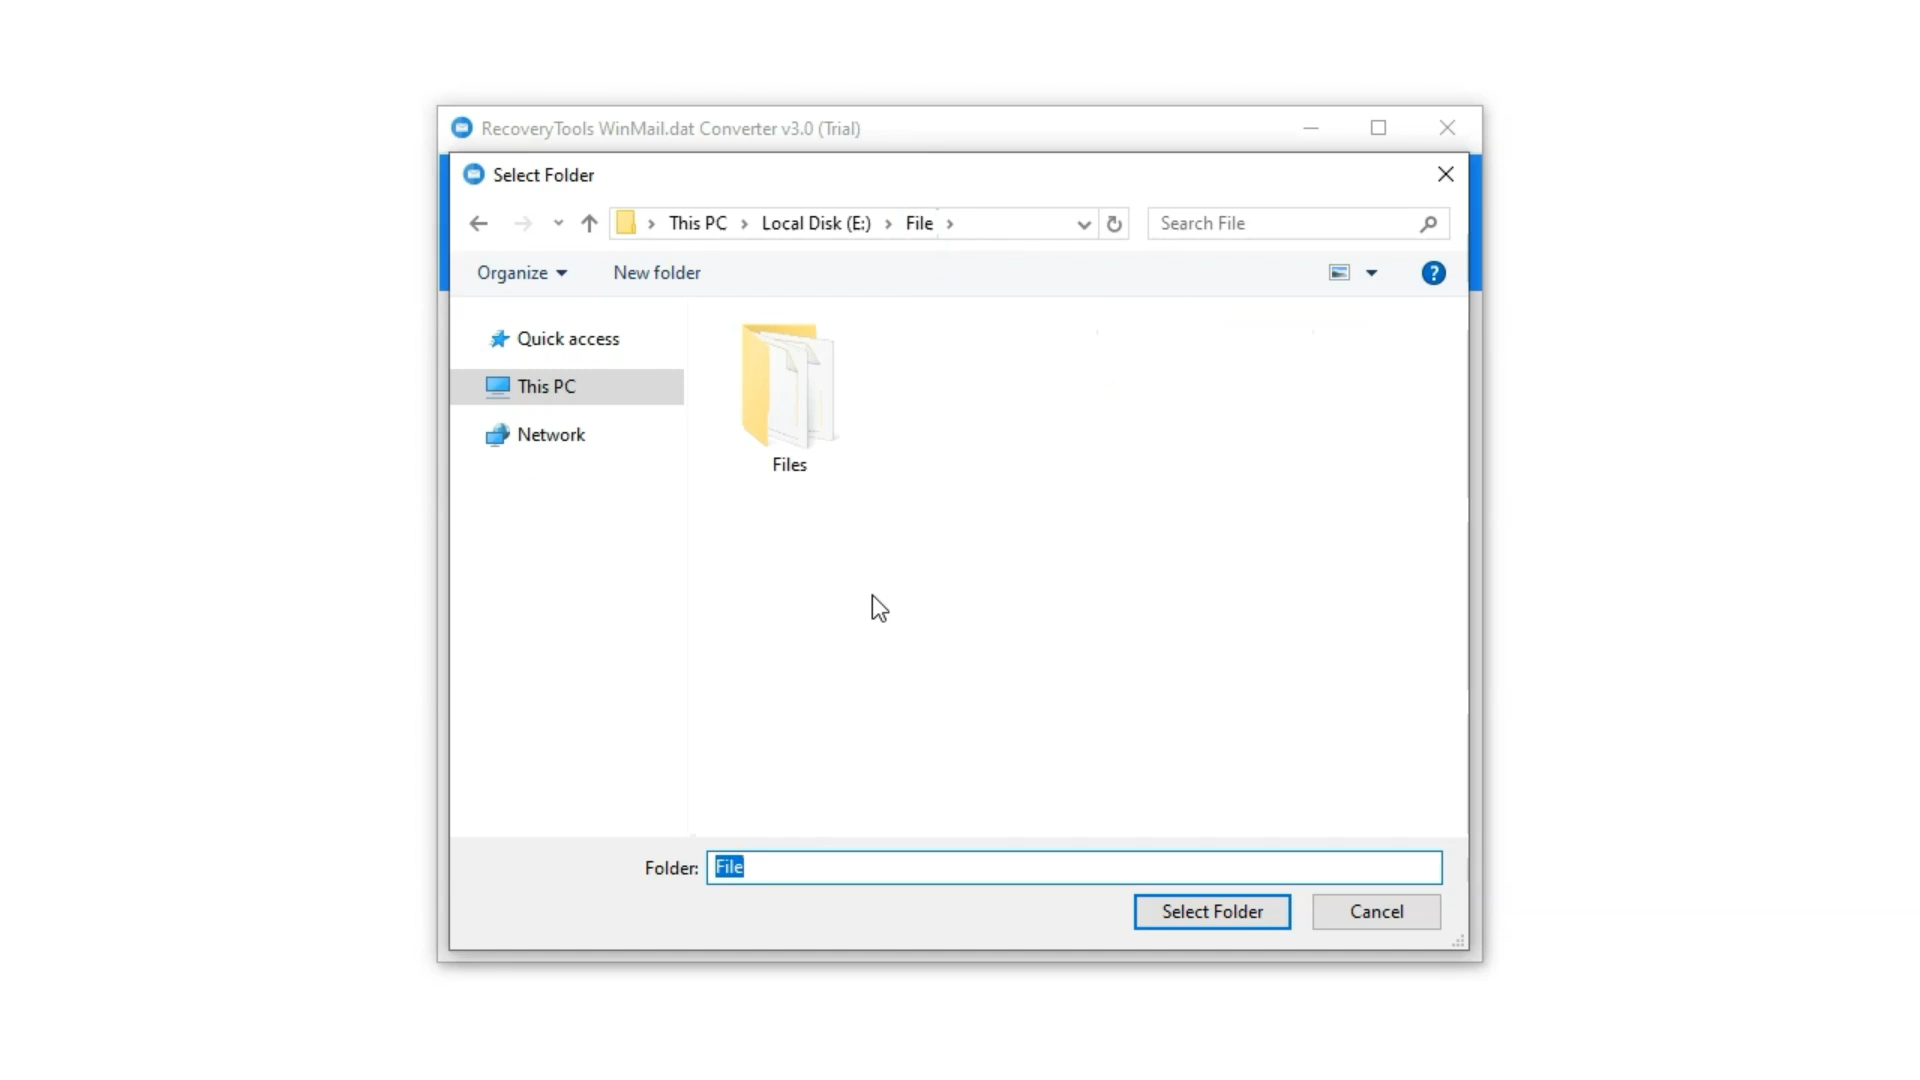 RecoveryTools WinMail.dat Converter v3.0 (Trial)
Select Folder
This PC > Local Disk (E:) > File >
Search File
Organize
New folder
?
Quick access
This PC
Network
Files
Folder: File
Select Folder
Cancel